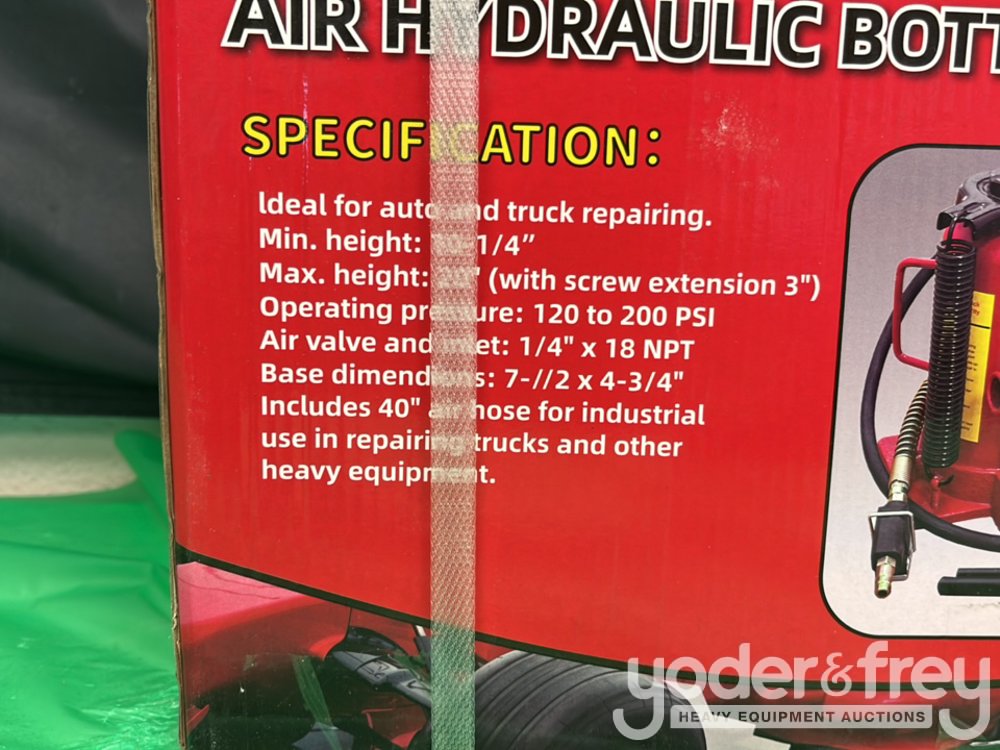 AIR HYDRAULIC BOTT
SPECIFICATION:
Ideal for auto and truck repairing.
Min. height: 1/4"
Max. height: (with screw extension 3")
Operating pressure: 120 to 200 PSI
Air valve and inlet: 1/4" x 18 NPT
Base dimendions: 7-//2 x 4-3/4"
Includes 40" air hose for industrial
use in repairing trucks and other
heavy equipment.
yoder&frey
HEAVY EQUIPMENT AUCTIONS